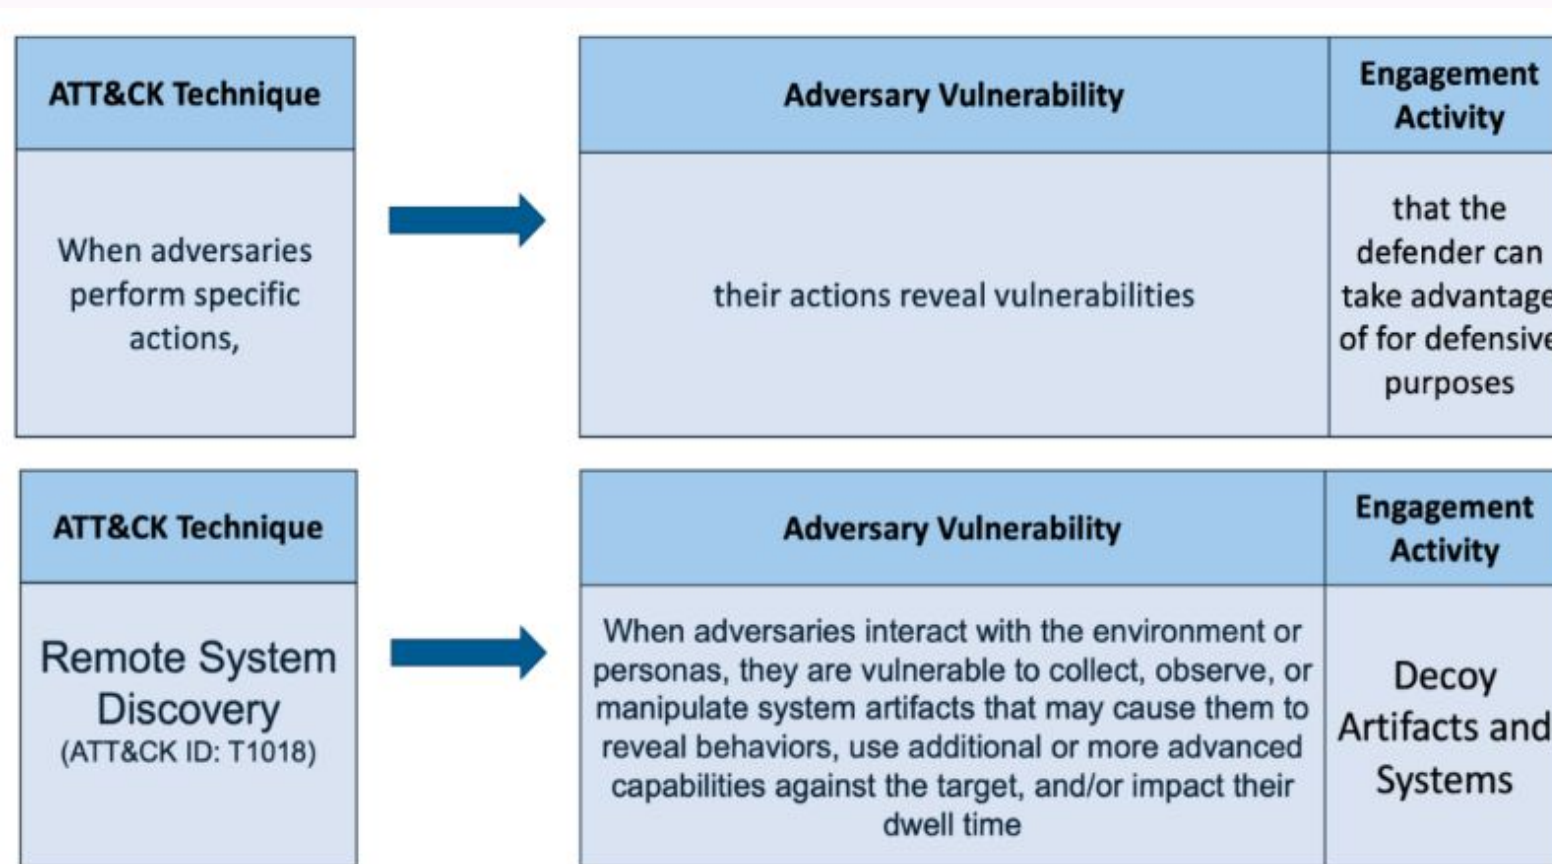 ATT&CK Technique
Adversary Vulnerability
Engagement
Activity
When adversaries
perform specific
actions,
their actions reveal vulnerabilities
that the
defender can
take advantage
of for defensive
purposes
ATT&CK Technique
Adversary Vulnerability
Engagement
Activity
Remote System
Discovery
(ATT&CK ID: T1018)
When adversaries interact with the environment or
personas, they are vulnerable to collect, observe, or
manipulate system artifacts that may cause them to
reveal behaviors, use additional or more advanced
capabilities against the target, and/or impact their
dwell time
Decoy
Artifacts and
Systems